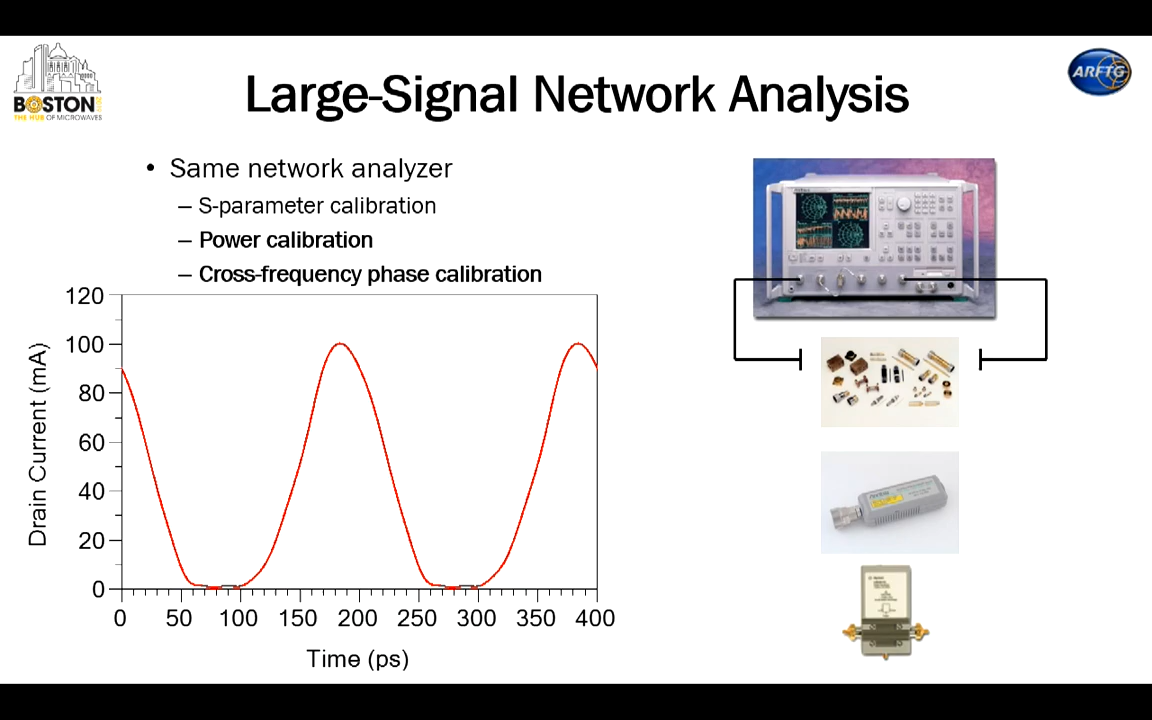 BOSTON
THE HUB OF MICROWAVES
ARFTG
Large-Signal Network Analysis
• Same network analyzer
– S-parameter calibration
– Power calibration
– Cross-frequency phase calibration
120
100
80
60
40
20
0
Drain Current (mA)
0 50 100 150 200 250 300 350 400
Time (ps)